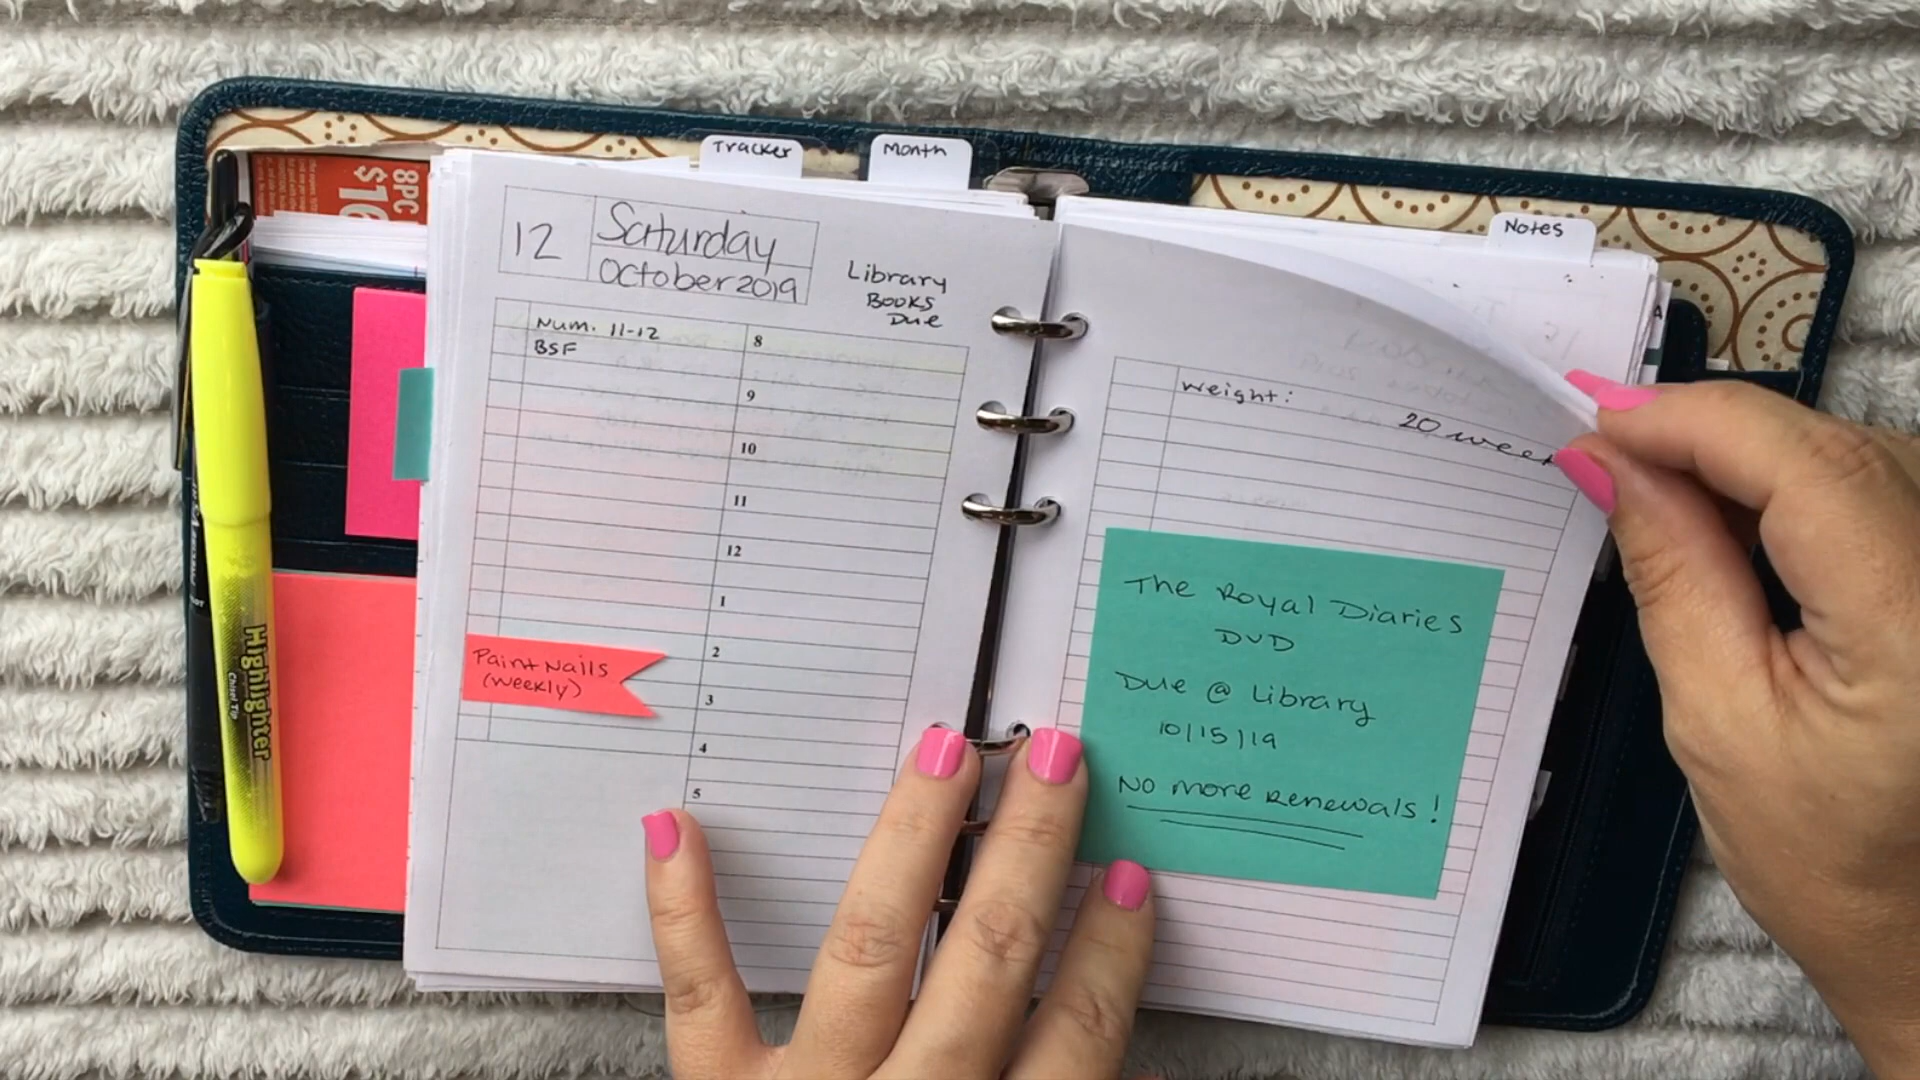 8PC
$16
Tracker
Month
Notes
A
12
Saturday
October 2019
Library
Books
Due
Num. 11-12
BSF
8
9
10
11
12
1
2
3
4
5
Paint Nails
(weekly)
Highlighter
Chisel Tip
Weight:
20 week
The Royal Diaries
DVD
Due @ Library
10/15/19
No more Renewals!